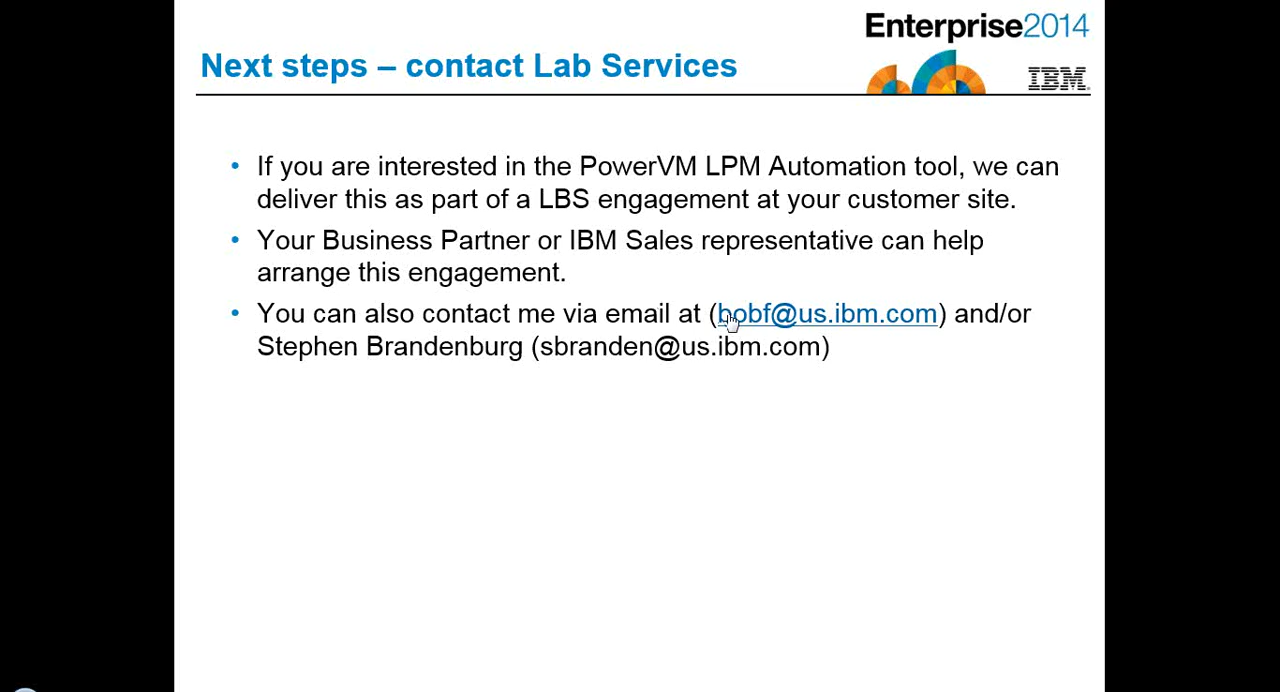 Enterprise2014
Next steps – contact Lab Services
IBM
• If you are interested in the PowerVM LPM Automation tool, we can
deliver this as part of a LBS engagement at your customer site.
• Your Business Partner or IBM Sales representative can help
arrange this engagement.
• You can also contact me via email at (bobf@us.ibm.com) and/or
Stephen Brandenburg (sbranden@us.ibm.com)